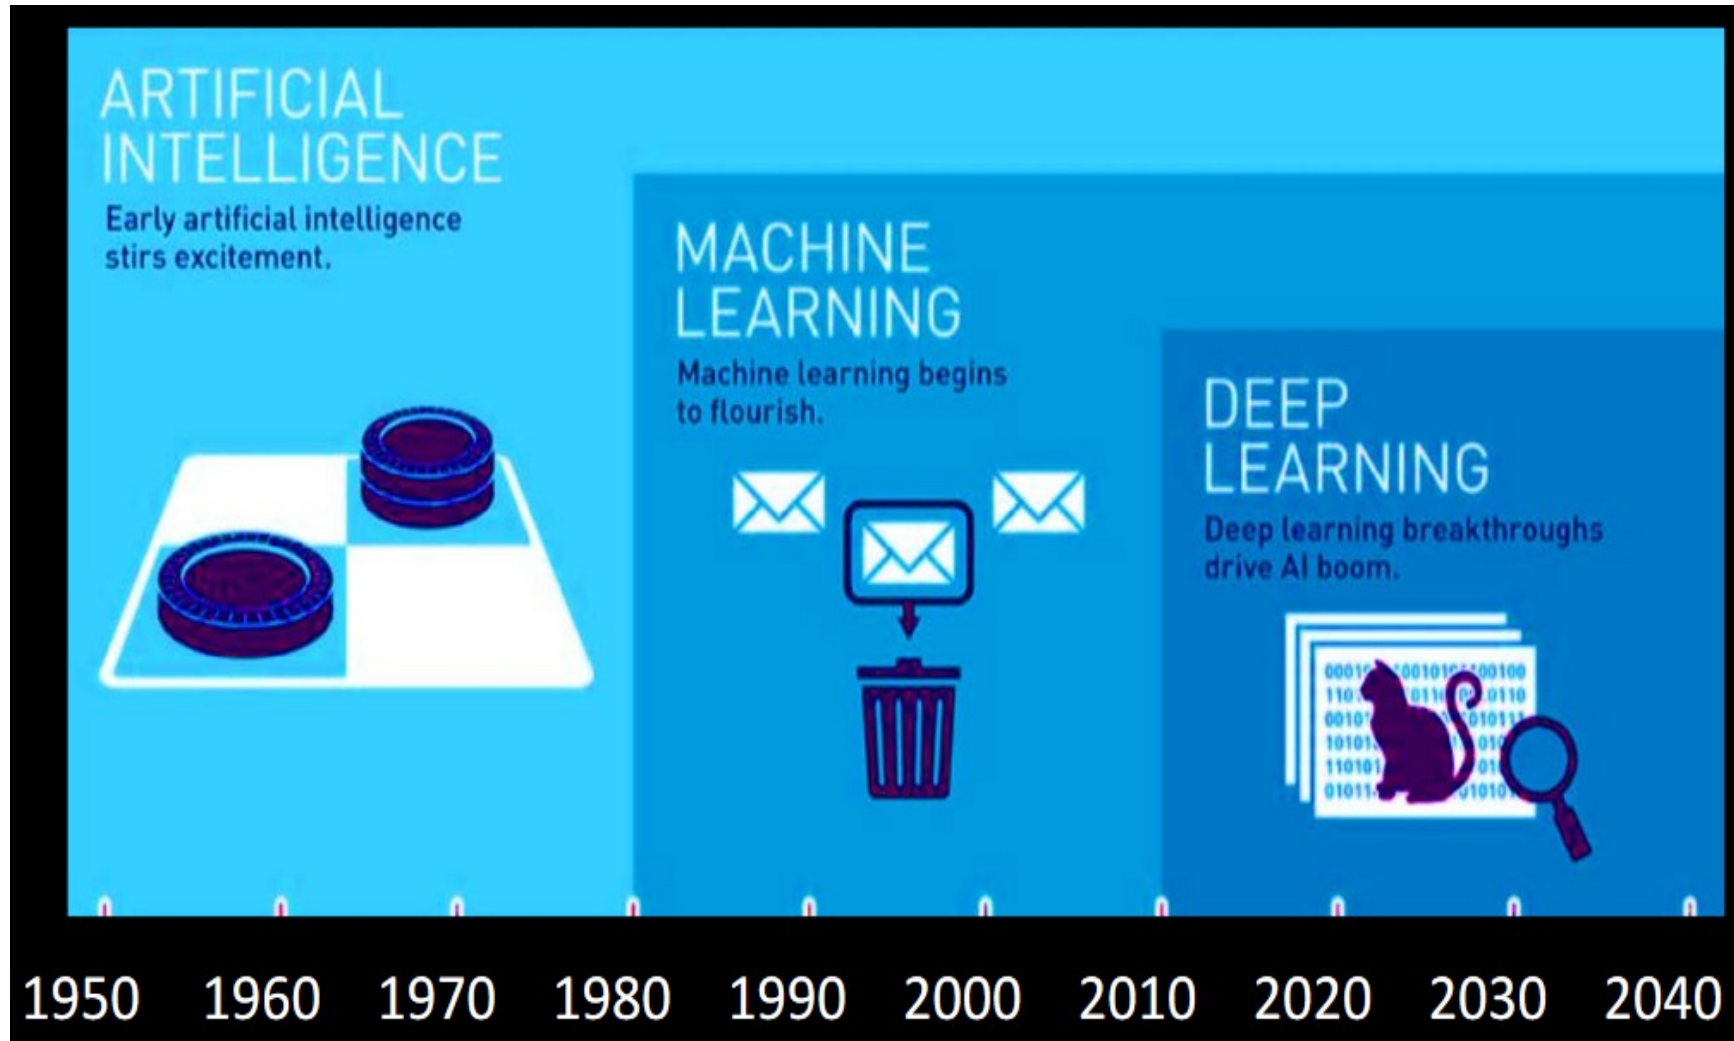 ARTIFICIAL
INTELLIGENCE
Early artificial intelligence
stirs excitement.
MACHINE
LEARNING
Machine learning begins
to flourish.
DEEP
LEARNING
Deep learning breakthroughs
drive AI boom.
1950 1960 1970 1980 1990 2000 2010 2020 2030 2040